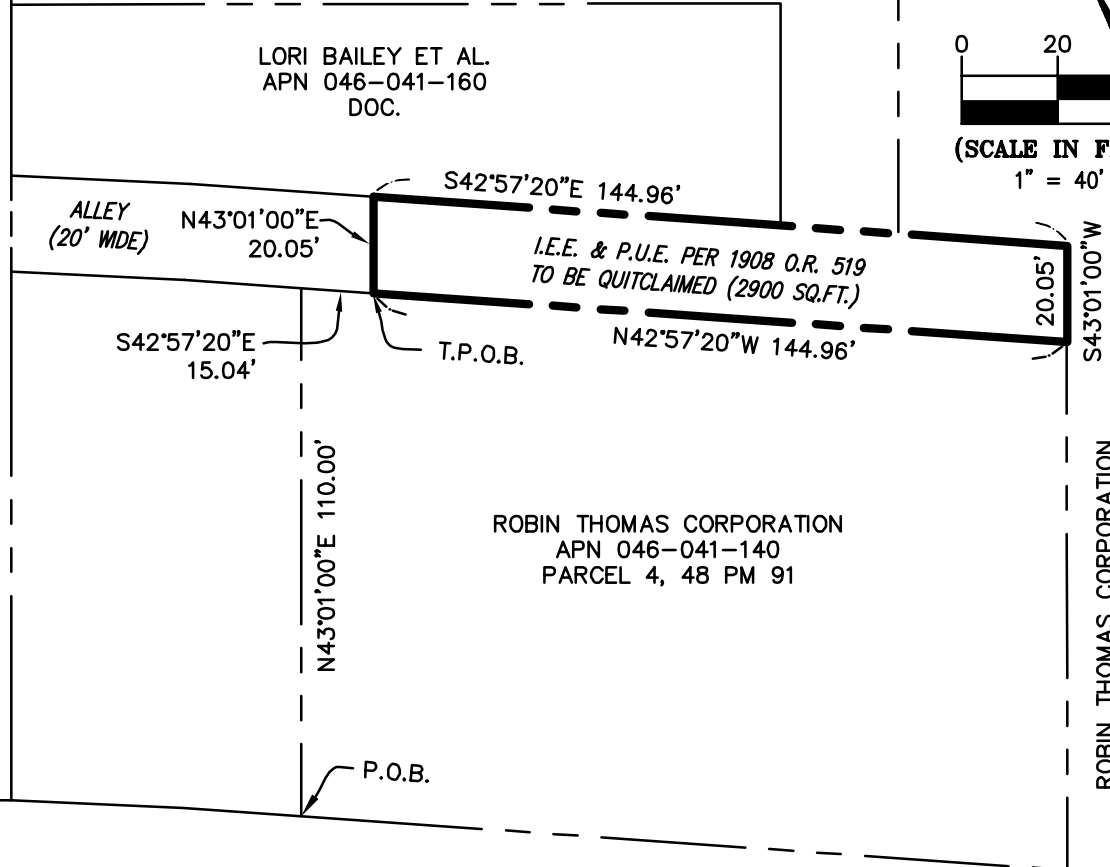 LORI BAILEY ET AL.
APN 046-041-160
DOC.
0 20
(SCALE IN
1" = 40'
S42°57'20"E 144.96'
ALLEY
(20' WIDE)
N43°01'00"E
20.05'
I.E.E. & P.U.E. PER 1908 O.R. 519
TO BE QUITCLAIMED (2900 SQ.FT.)
20.05'
S43°01'00"W
S42°57'20"E
15.04'
T.P.O.B.
N42°57'20"W 144.96'
N43°01'00"E 110.00'
ROBIN THOMAS CORPORATION
APN 046-041-140
PARCEL 4, 48 PM 91
ROBIN THOMAS CORPORATION
P.O.B.